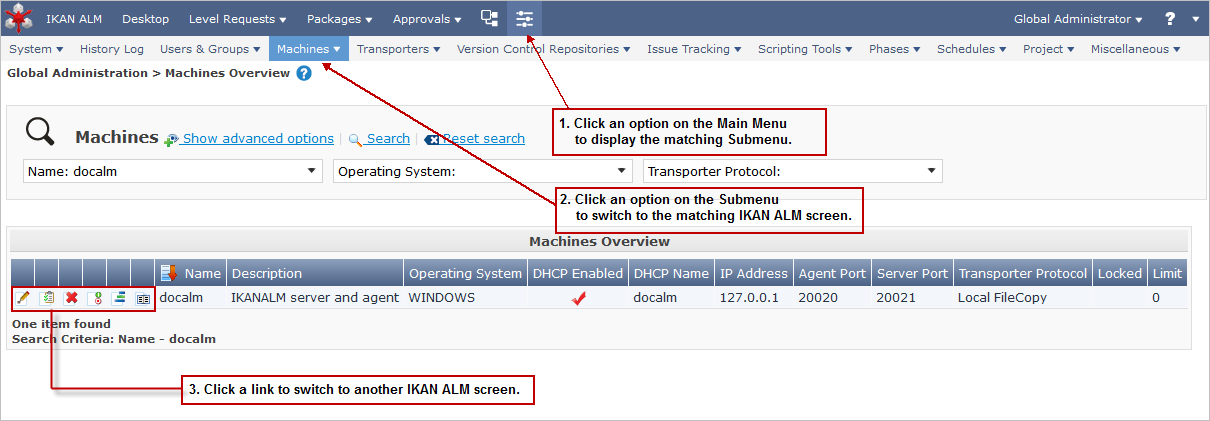 IKAN ALM Desktop Level Requests Packages Approvals Global Administrator ?
System History Log Users & Groups Machines Transporters Version Control Repositories Issue Tracking Scripting Tools Phases Schedules Project Miscellaneous
Global Administration > Machines Overview ?
1. Click an option on the Main Menu
to display the matching Submenu.
Machines Show advanced options Search Reset search
Name: docalm Operating System: Transporter Protocol:
2. Click an option on the Submenu
to switch to the matching IKAN ALM screen.
Machines Overview
Name Description Operating System DHCP Enabled DHCP Name IP Address Agent Port Server Port Transporter Protocol Locked Limit
docalm IKANALM server and agent WINDOWS docalm 127.0.0.1 20020 20021 Local FileCopy 0
One item found
Search Criteria: Name - docalm
3. Click a link to switch to another IKAN ALM screen.